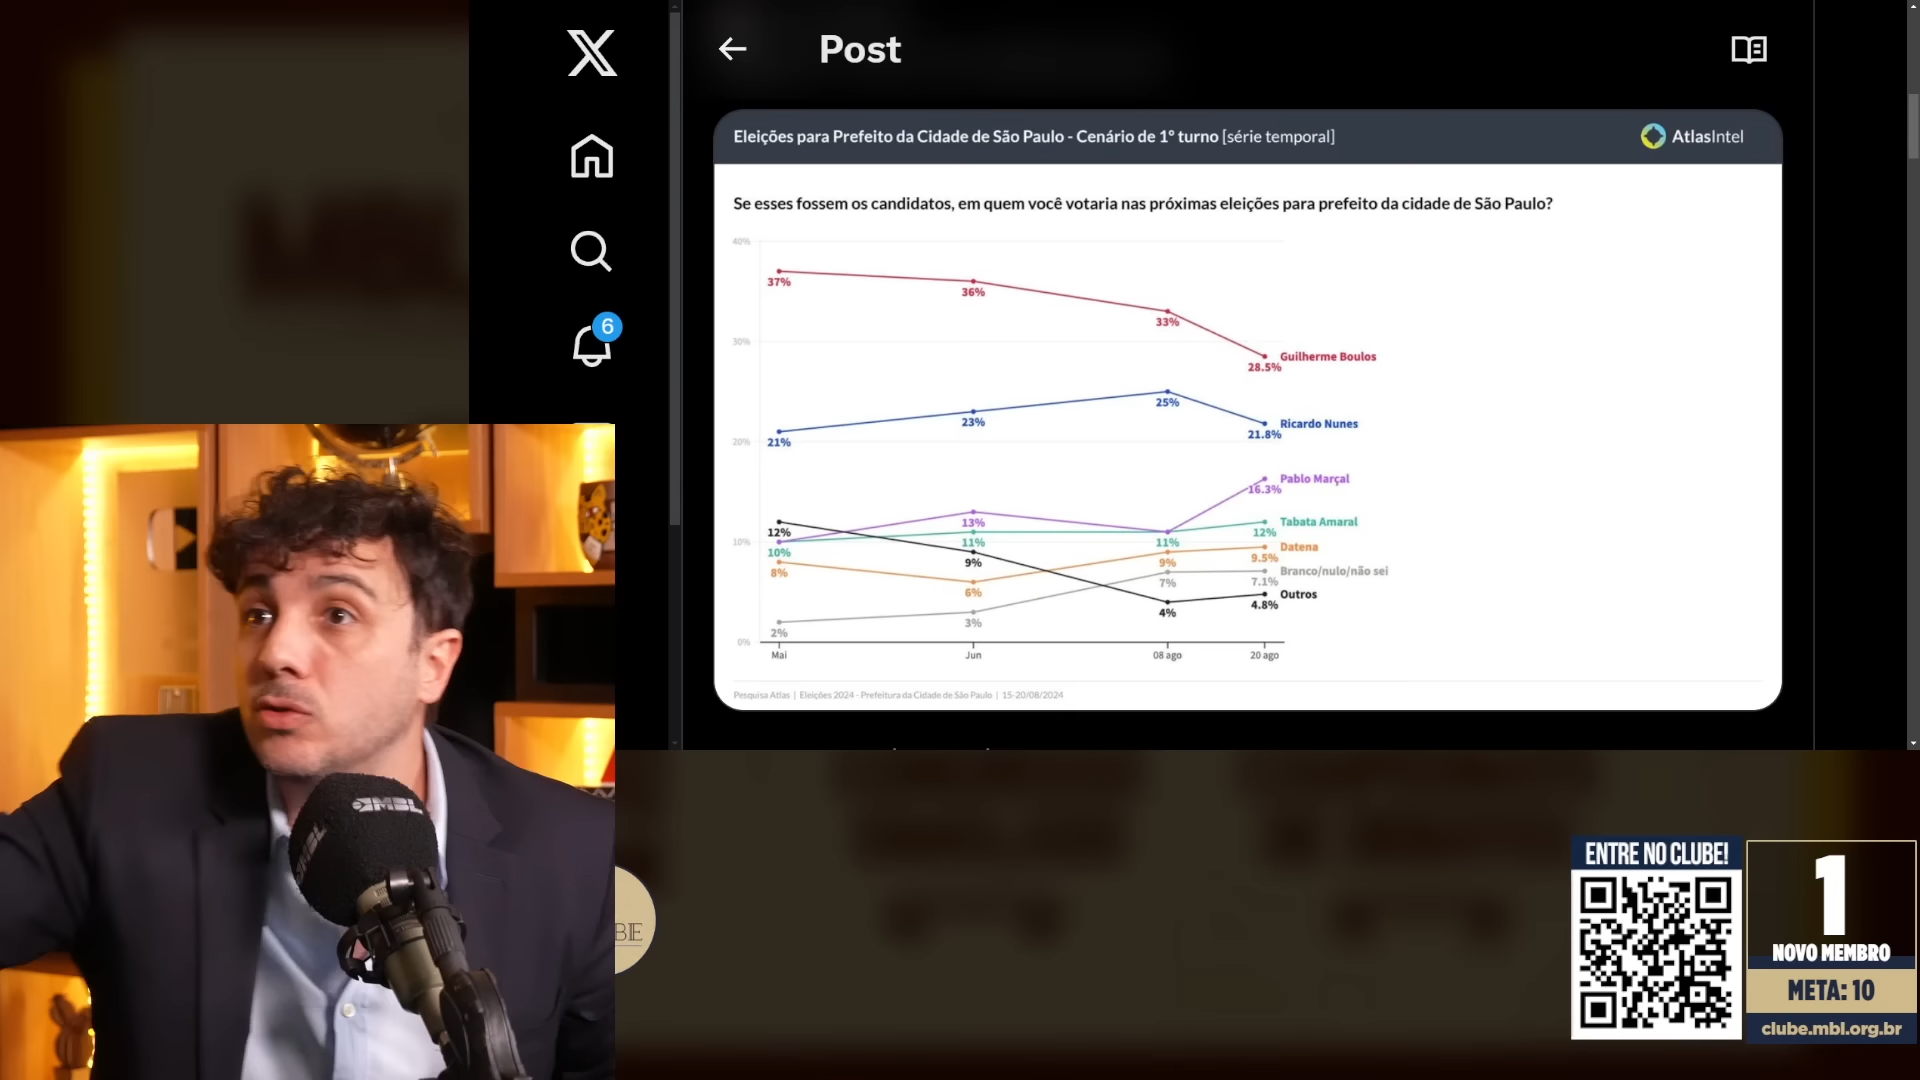 Post
6
Eleições para Prefeito da Cidade de São Paulo - Cenário de 1º turno [série temporal]
AtlasIntel
Se esses fossem os candidatos, em quem você votaria nas próximas eleições para prefeito da cidade de São Paulo?
40%
30%
20%
10%
0%
37%
36%
33%
28.5%
Guilherme Boulos
21%
23%
25%
21.8%
Ricardo Nunes
13%
16.3%
Pablo Marçal
10%
11%
11%
12%
Tabata Amaral
8%
6%
9%
9.5%
Datena
2%
3%
7%
7.1%
Branco/nulo/não sei
12%
9%
4%
4.8%
Outros
Mai
Jun
08 ago
20 ago
Pesquisa Atlas | Eleições 2024 - Prefeitura da Cidade de São Paulo | 15-20/08/2024
MBL
ENTRE NO CLUBE!
1
NOVO MEMBRO
META: 10
clube.mbl.org.br